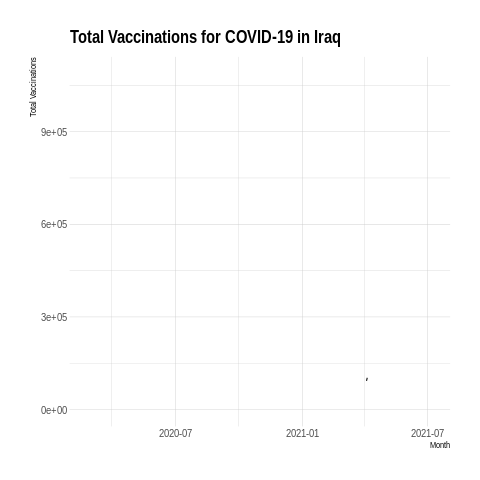 Total Vaccinations for COVID-19 in Iraq
Total Vaccinations
9e+05
6e+05
3e+05
0e+00
2020-07 2021-01 2021-07
Month